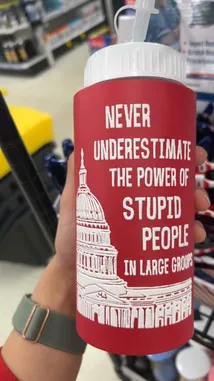 NEVER
UNDERESTIMATE
THE POWER OF
STUPID
PEOPLE
IN LARGE GROUPS